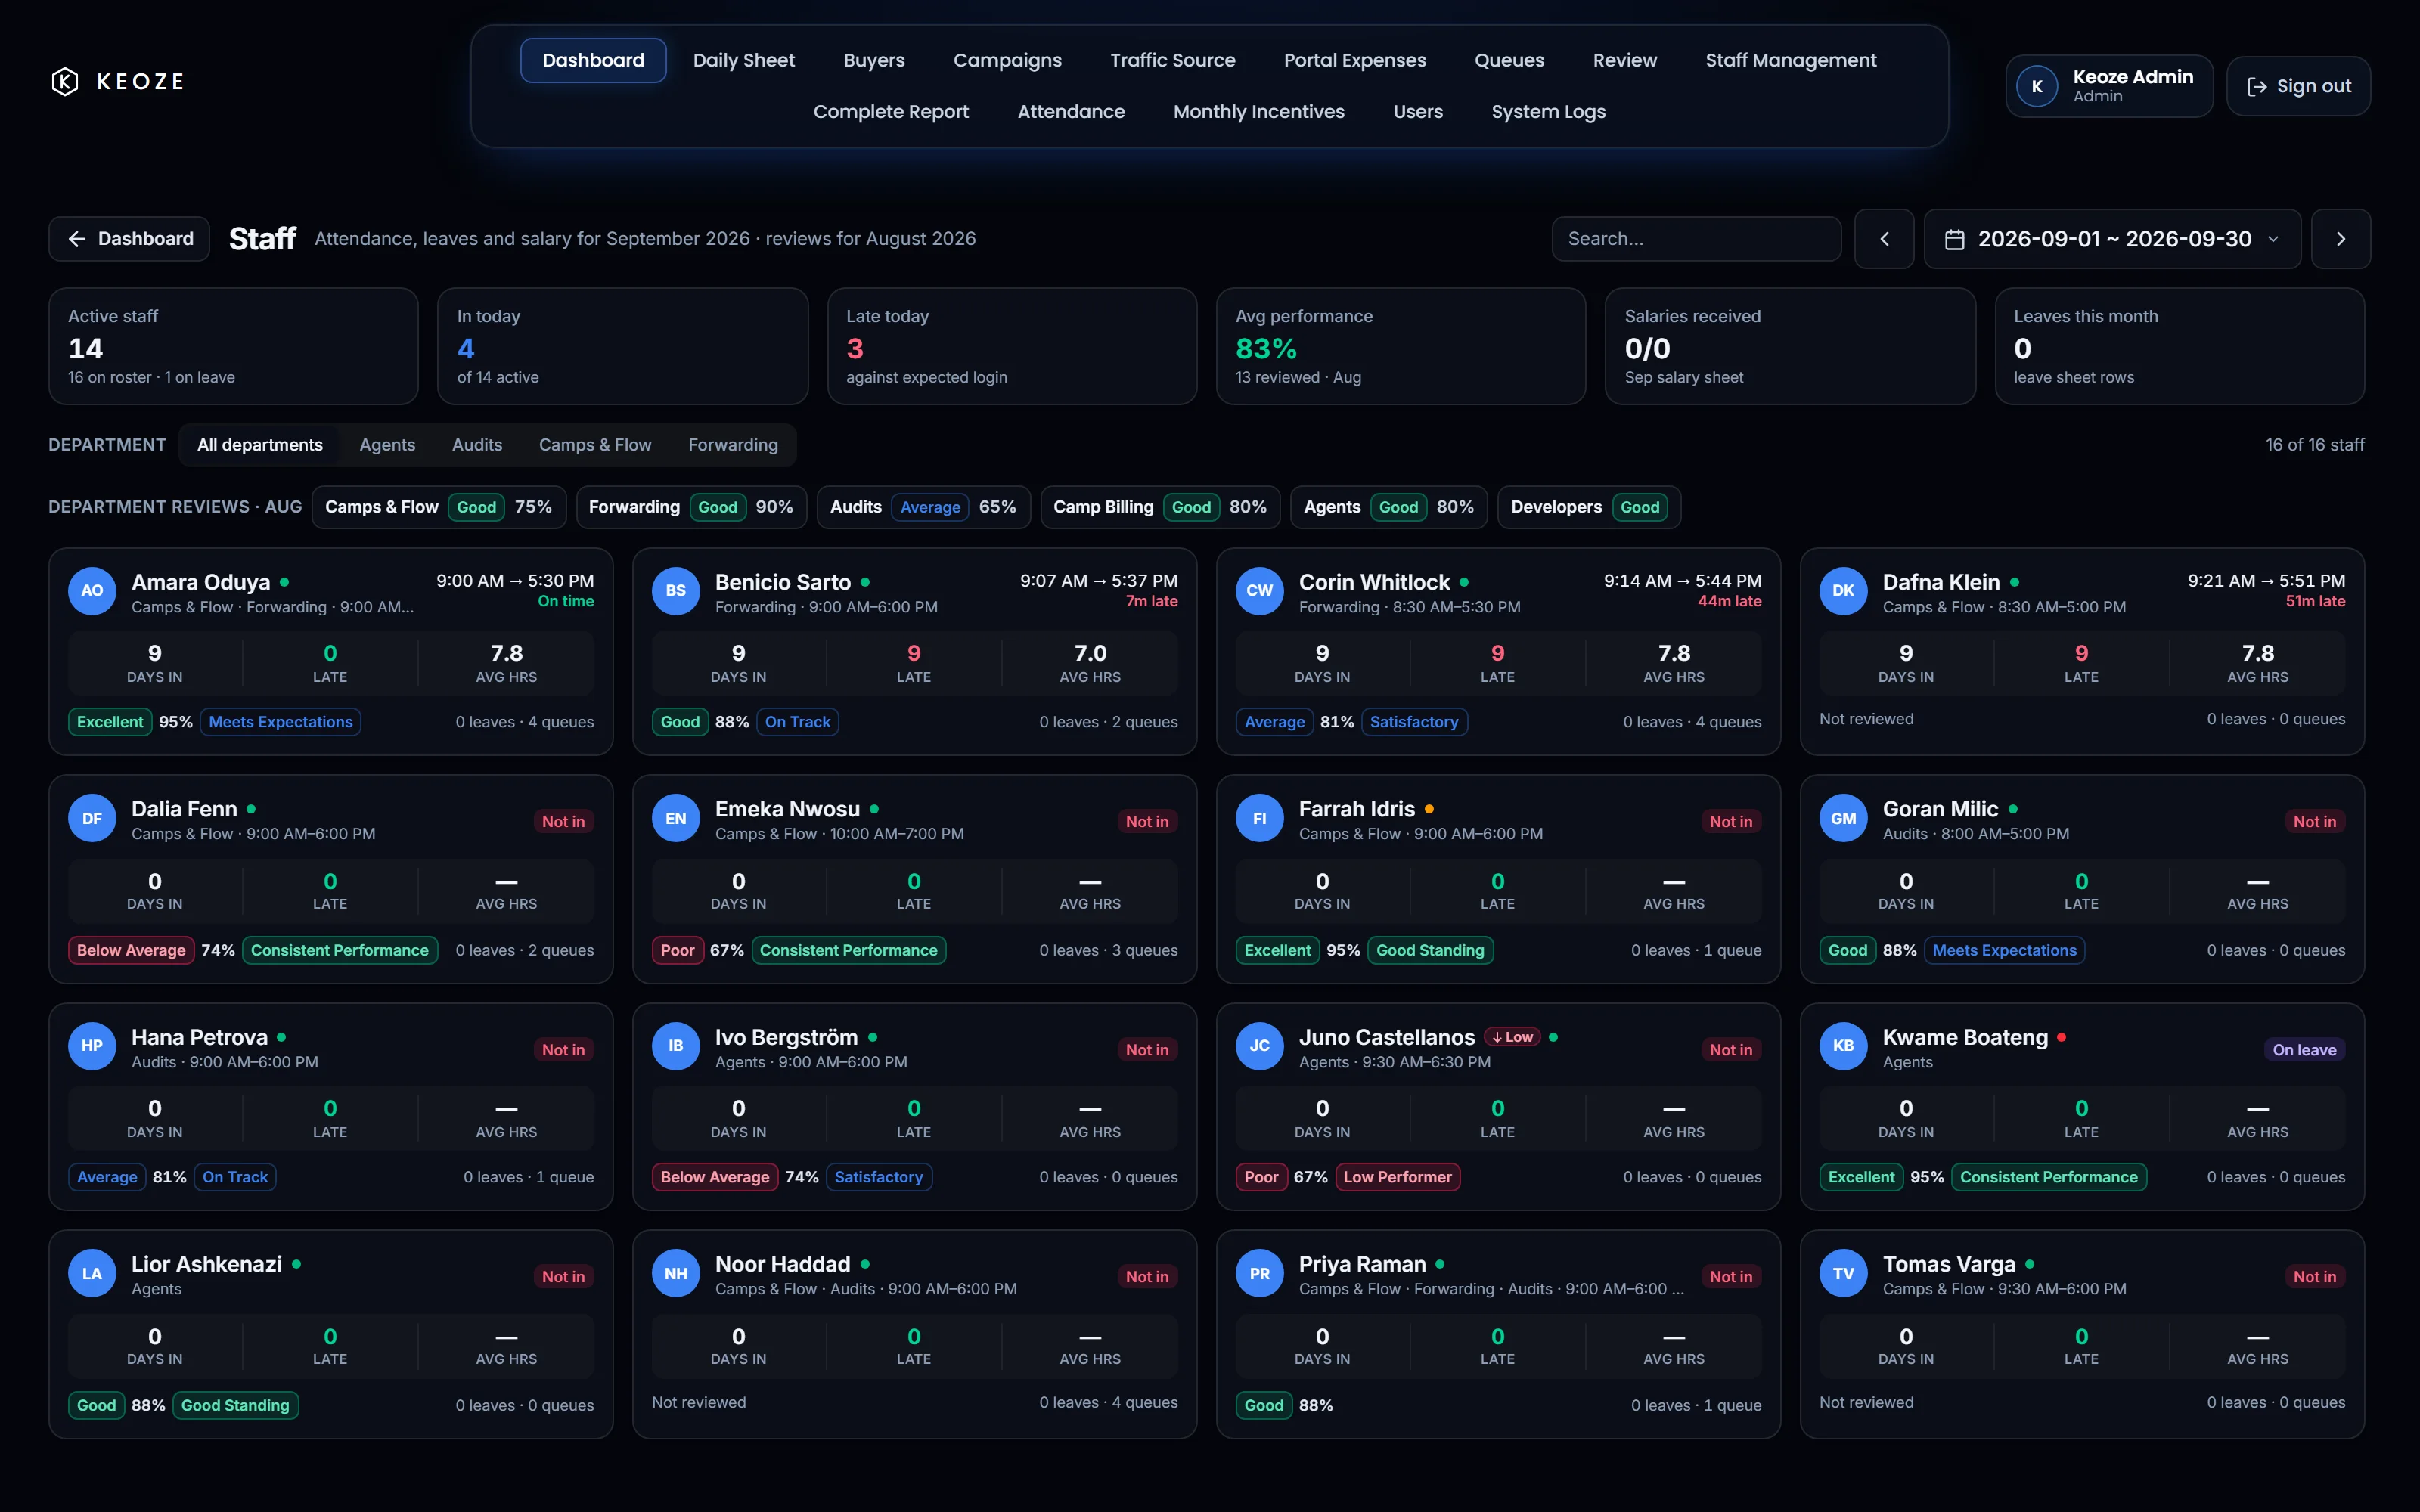 KEOZE
Dashboard Daily Sheet Buyers Campaigns Traffic Source Portal Expenses Queues Review Staff Management
Complete Report Attendance Monthly Incentives Users System Logs
K Keoze Admin
Admin
Sign out
← Dashboard Staff Attendance, leaves and salary for September 2026 · reviews for August 2026
Search...
2026-09-01 ~ 2026-09-30
Active staff
14
16 on roster · 1 on leave
In today
4
of 14 active
Late today
3
against expected login
Avg performance
83%
13 reviewed · Aug
Salaries received
0/0
Sep salary sheet
Leaves this month
0
leave sheet rows
DEPARTMENT All departments Agents Audits Camps & Flow Forwarding
16 of 16 staff
DEPARTMENT REVIEWS · AUG Camps & Flow Good 75% Forwarding Good 90% Audits Average 65% Camp Billing Good 80% Agents Good 80% Developers Good
AO Amara Oduya
Camps & Flow · Forwarding · 9:00 AM...
9:00 AM → 5:30 PM
On time
9 0 7.8
DAYS IN LATE AVG HRS
Excellent 95% Meets Expectations 0 leaves · 4 queues
BS Benicio Sarto
Forwarding · 9:00 AM–6:00 PM
9:07 AM → 5:37 PM
7m late
9 9 7.0
DAYS IN LATE AVG HRS
Good 88% On Track 0 leaves · 2 queues
CW Corin Whitlock
Forwarding · 8:30 AM–5:30 PM
9:14 AM → 5:44 PM
44m late
9 9 7.8
DAYS IN LATE AVG HRS
Average 81% Satisfactory 0 leaves · 4 queues
DK Dafna Klein
Camps & Flow · 8:30 AM–5:00 PM
9:21 AM → 5:51 PM
51m late
9 9 7.8
DAYS IN LATE AVG HRS
Not reviewed 0 leaves · 0 queues
DF Dalia Fenn
Camps & Flow · 9:00 AM–6:00 PM
Not in
0 0 —
DAYS IN LATE AVG HRS
Below Average 74% Consistent Performance 0 leaves · 2 queues
EN Emeka Nwosu
Camps & Flow · 10:00 AM–7:00 PM
Not in
0 0 —
DAYS IN LATE AVG HRS
Poor 67% Consistent Performance 0 leaves · 3 queues
FI Farrah Idris
Camps & Flow · 9:00 AM–6:00 PM
Not in
0 0 —
DAYS IN LATE AVG HRS
Excellent 95% Good Standing 0 leaves · 1 queue
GM Goran Milic
Audits · 8:00 AM–5:00 PM
Not in
0 0 —
DAYS IN LATE AVG HRS
Good 88% Meets Expectations 0 leaves · 0 queues
HP Hana Petrova
Audits · 9:00 AM–6:00 PM
Not in
0 0 —
DAYS IN LATE AVG HRS
Average 81% On Track 0 leaves · 1 queue
IB Ivo Bergström
Agents · 9:00 AM–6:00 PM
Not in
0 0 —
DAYS IN LATE AVG HRS
Below Average 74% Satisfactory 0 leaves · 0 queues
JC Juno Castellanos ↓ Low
Agents · 9:30 AM–6:30 PM
Not in
0 0 —
DAYS IN LATE AVG HRS
Poor 67% Low Performer 0 leaves · 0 queues
KB Kwame Boateng
Agents
On leave
0 0 —
DAYS IN LATE AVG HRS
Excellent 95% Consistent Performance 0 leaves · 0 queues
LA Lior Ashkenazi
Agents
Not in
0 0 —
DAYS IN LATE AVG HRS
Good 88% Good Standing 0 leaves · 0 queues
NH Noor Haddad
Camps & Flow · Audits · 9:00 AM–6:00 PM
Not in
0 0 —
DAYS IN LATE AVG HRS
Not reviewed 0 leaves · 4 queues
PR Priya Raman
Camps & Flow · Forwarding · Audits · 9:00 AM–6:00 ...
Not in
0 0 —
DAYS IN LATE AVG HRS
Good 88% 0 leaves · 1 queue
TV Tomas Varga
Camps & Flow · 9:30 AM–6:00 PM
Not in
0 0 —
DAYS IN LATE AVG HRS
Not reviewed 0 leaves · 0 queues